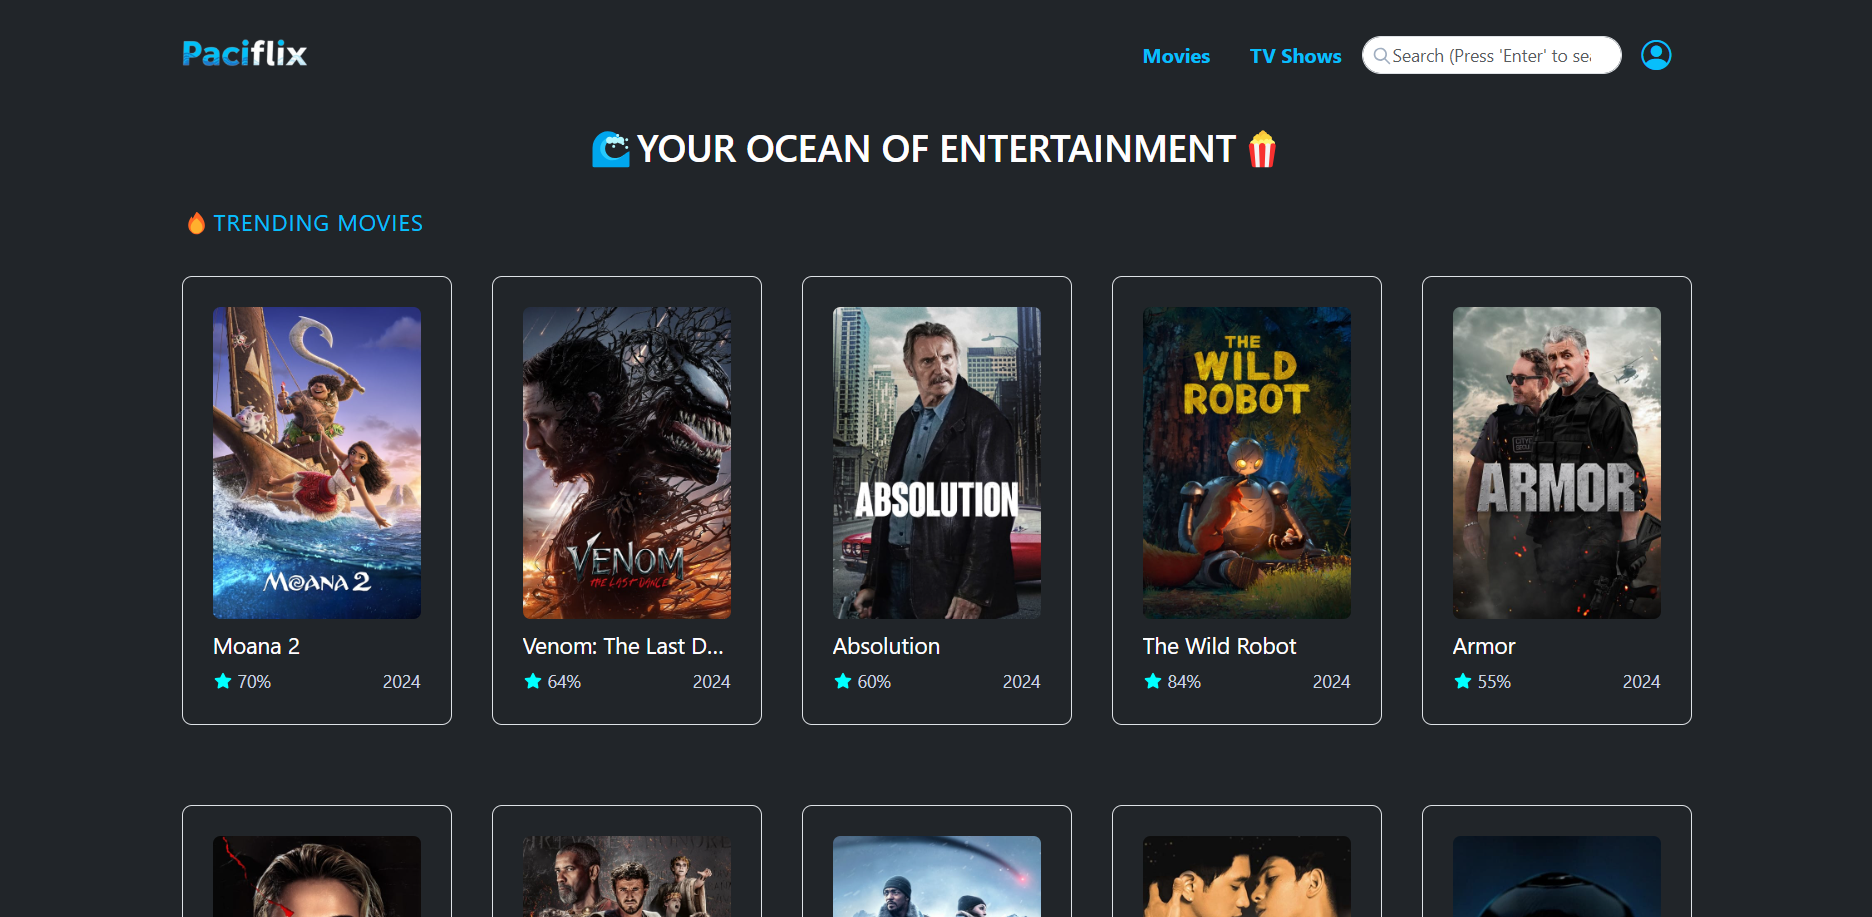 Paciflix
Movies
TV Shows
Search (Press 'Enter' to sea
YOUR OCEAN OF ENTERTAINMENT
TRENDING MOVIES
MOANA 2
VENOM
THE LAST DANCE
ABSOLUTION
THE
WILD
ROBOT
ARMOR
Moana 2
70% 2024
Venom: The Last D...
64% 2024
Absolution
60% 2024
The Wild Robot
84% 2024
Armor
55% 2024